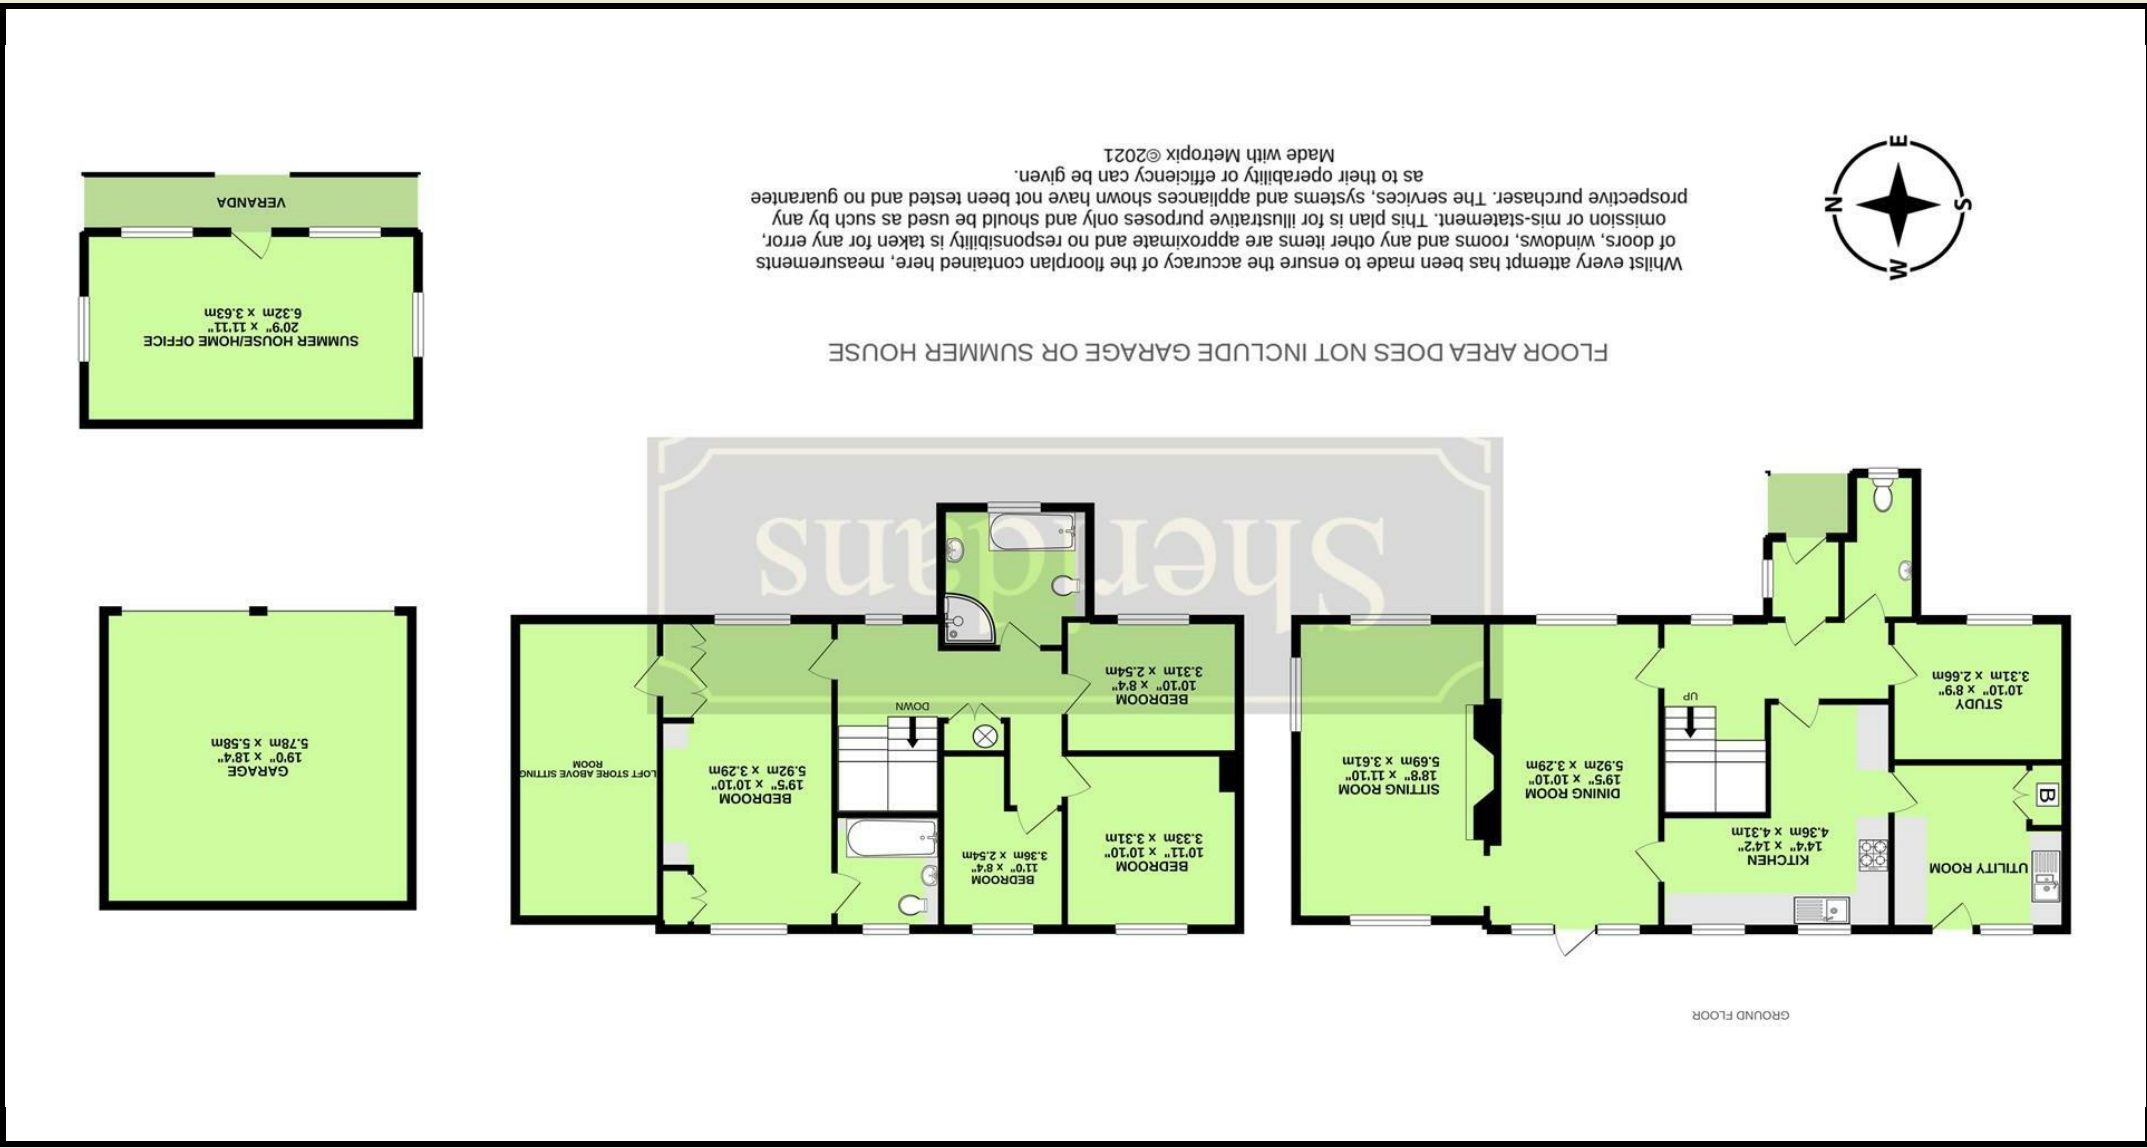 GROUND FLOOR
UTILITY ROOM
B
KITCHEN
14'4" x 14'2"
4.36m x 4.31m
STUDY
10'10" x 8'9"
3.31m x 2.66m
UP
DINING ROOM
19'5" x 10'10"
5.92m x 3.29m
SITTING ROOM
18'8" x 11'10"
5.69m x 3.61m
BEDROOM
10'11" x 10'10"
3.33m x 3.31m
BEDROOM
11'0" x 8'4"
3.36m x 2.54m
BEDROOM
10'10" x 8'4"
3.31m x 2.54m
DOWN
BEDROOM
19'5" x 10'10"
5.92m x 3.29m
LOFT STORE ABOVE SITTING
ROOM
GARAGE
19'0" x 18'4"
5.78m x 5.58m
Sheridans
FLOOR AREA DOES NOT INCLUDE GARAGE OR SUMMER HOUSE
SUMMER HOUSE/HOME OFFICE
20'9" x 11'11"
6.32m x 3.63m
VERANDA
Whilst every attempt has been made to ensure the accuracy of the floorplan contained here, measurements
of doors, windows, rooms and any other items are approximate and no responsibility is taken for any error,
omission or mis-statement. This plan is for illustrative purposes only and should be used as such by any
prospective purchaser. The services, systems and appliances shown have not been tested and no guarantee
as to their operability or efficiency can be given.
Made with Metropix ©2021
W
S
N
E